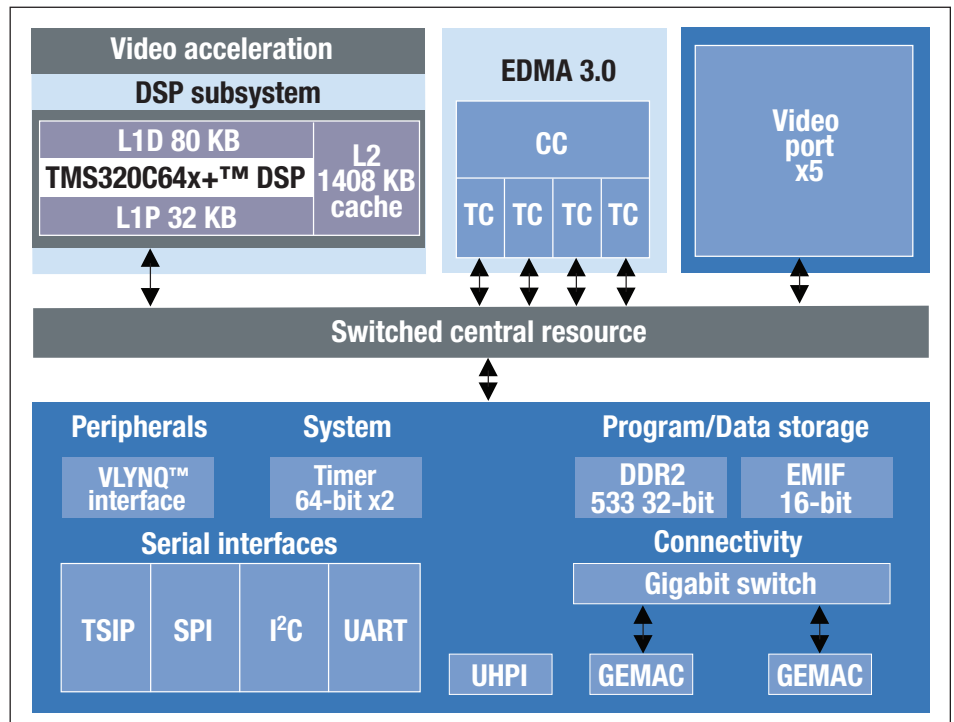 Video acceleration
DSP subsystem
L1D 80 KB
TMS320C64x+™ DSP
L1P 32 KB
L2
1408 KB
cache
EDMA 3.0
CC
TC TC TC TC
Video
port
x5
Switched central resource
Peripherals
VLYNQ™
interface
System
Timer
64-bit x2
Program/Data storage
DDR2
533 32-bit
EMIF
16-bit
Serial interfaces
TSIP SPI I²C UART
Connectivity
Gigabit switch
UHPI GEMAC GEMAC